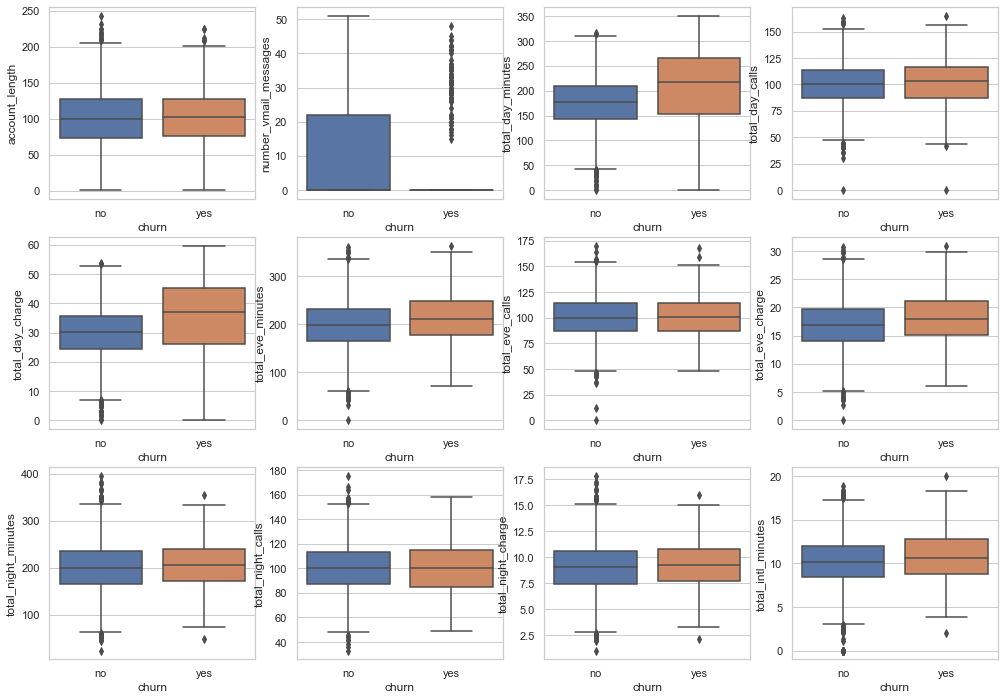 account_length
250
200
150
100
50
0
no yes
churn
number_vmail_messages
50
40
30
20
10
0
no yes
churn
total_day_minutes
350
300
250
200
150
100
50
0
no yes
churn
total_day_calls
150
125
100
75
50
25
0
no yes
churn
total_day_charge
60
50
40
30
20
10
0
no yes
churn
total_eve_minutes
300
200
100
0
no yes
churn
total_eve_calls
175
150
125
100
75
50
25
0
no yes
churn
total_eve_charge
30
25
20
15
10
5
0
no yes
churn
total_night_minutes
400
300
200
100
no yes
churn
total_night_calls
180
160
140
120
100
80
60
40
no yes
churn
total_night_charge
17.5
15.0
12.5
10.0
7.5
5.0
2.5
no yes
churn
total_intl_minutes
20
15
10
5
0
no yes
churn